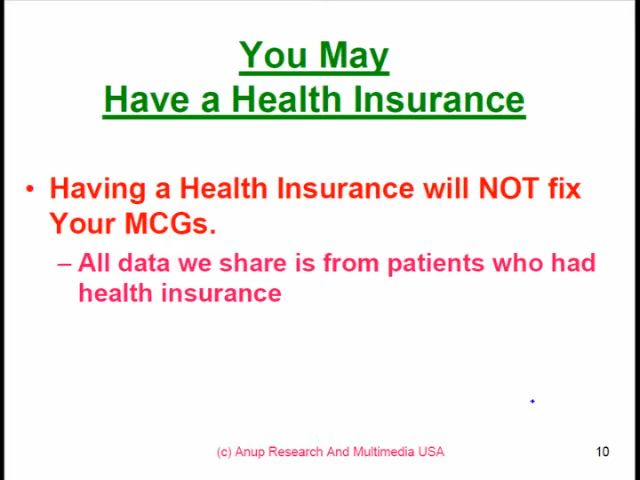 You May
Have a Health Insurance
• Having a Health Insurance will NOT fix
Your MCGs.
– All data we share is from patients who had
health insurance
(c) Anup Research And Multimedia USA
10